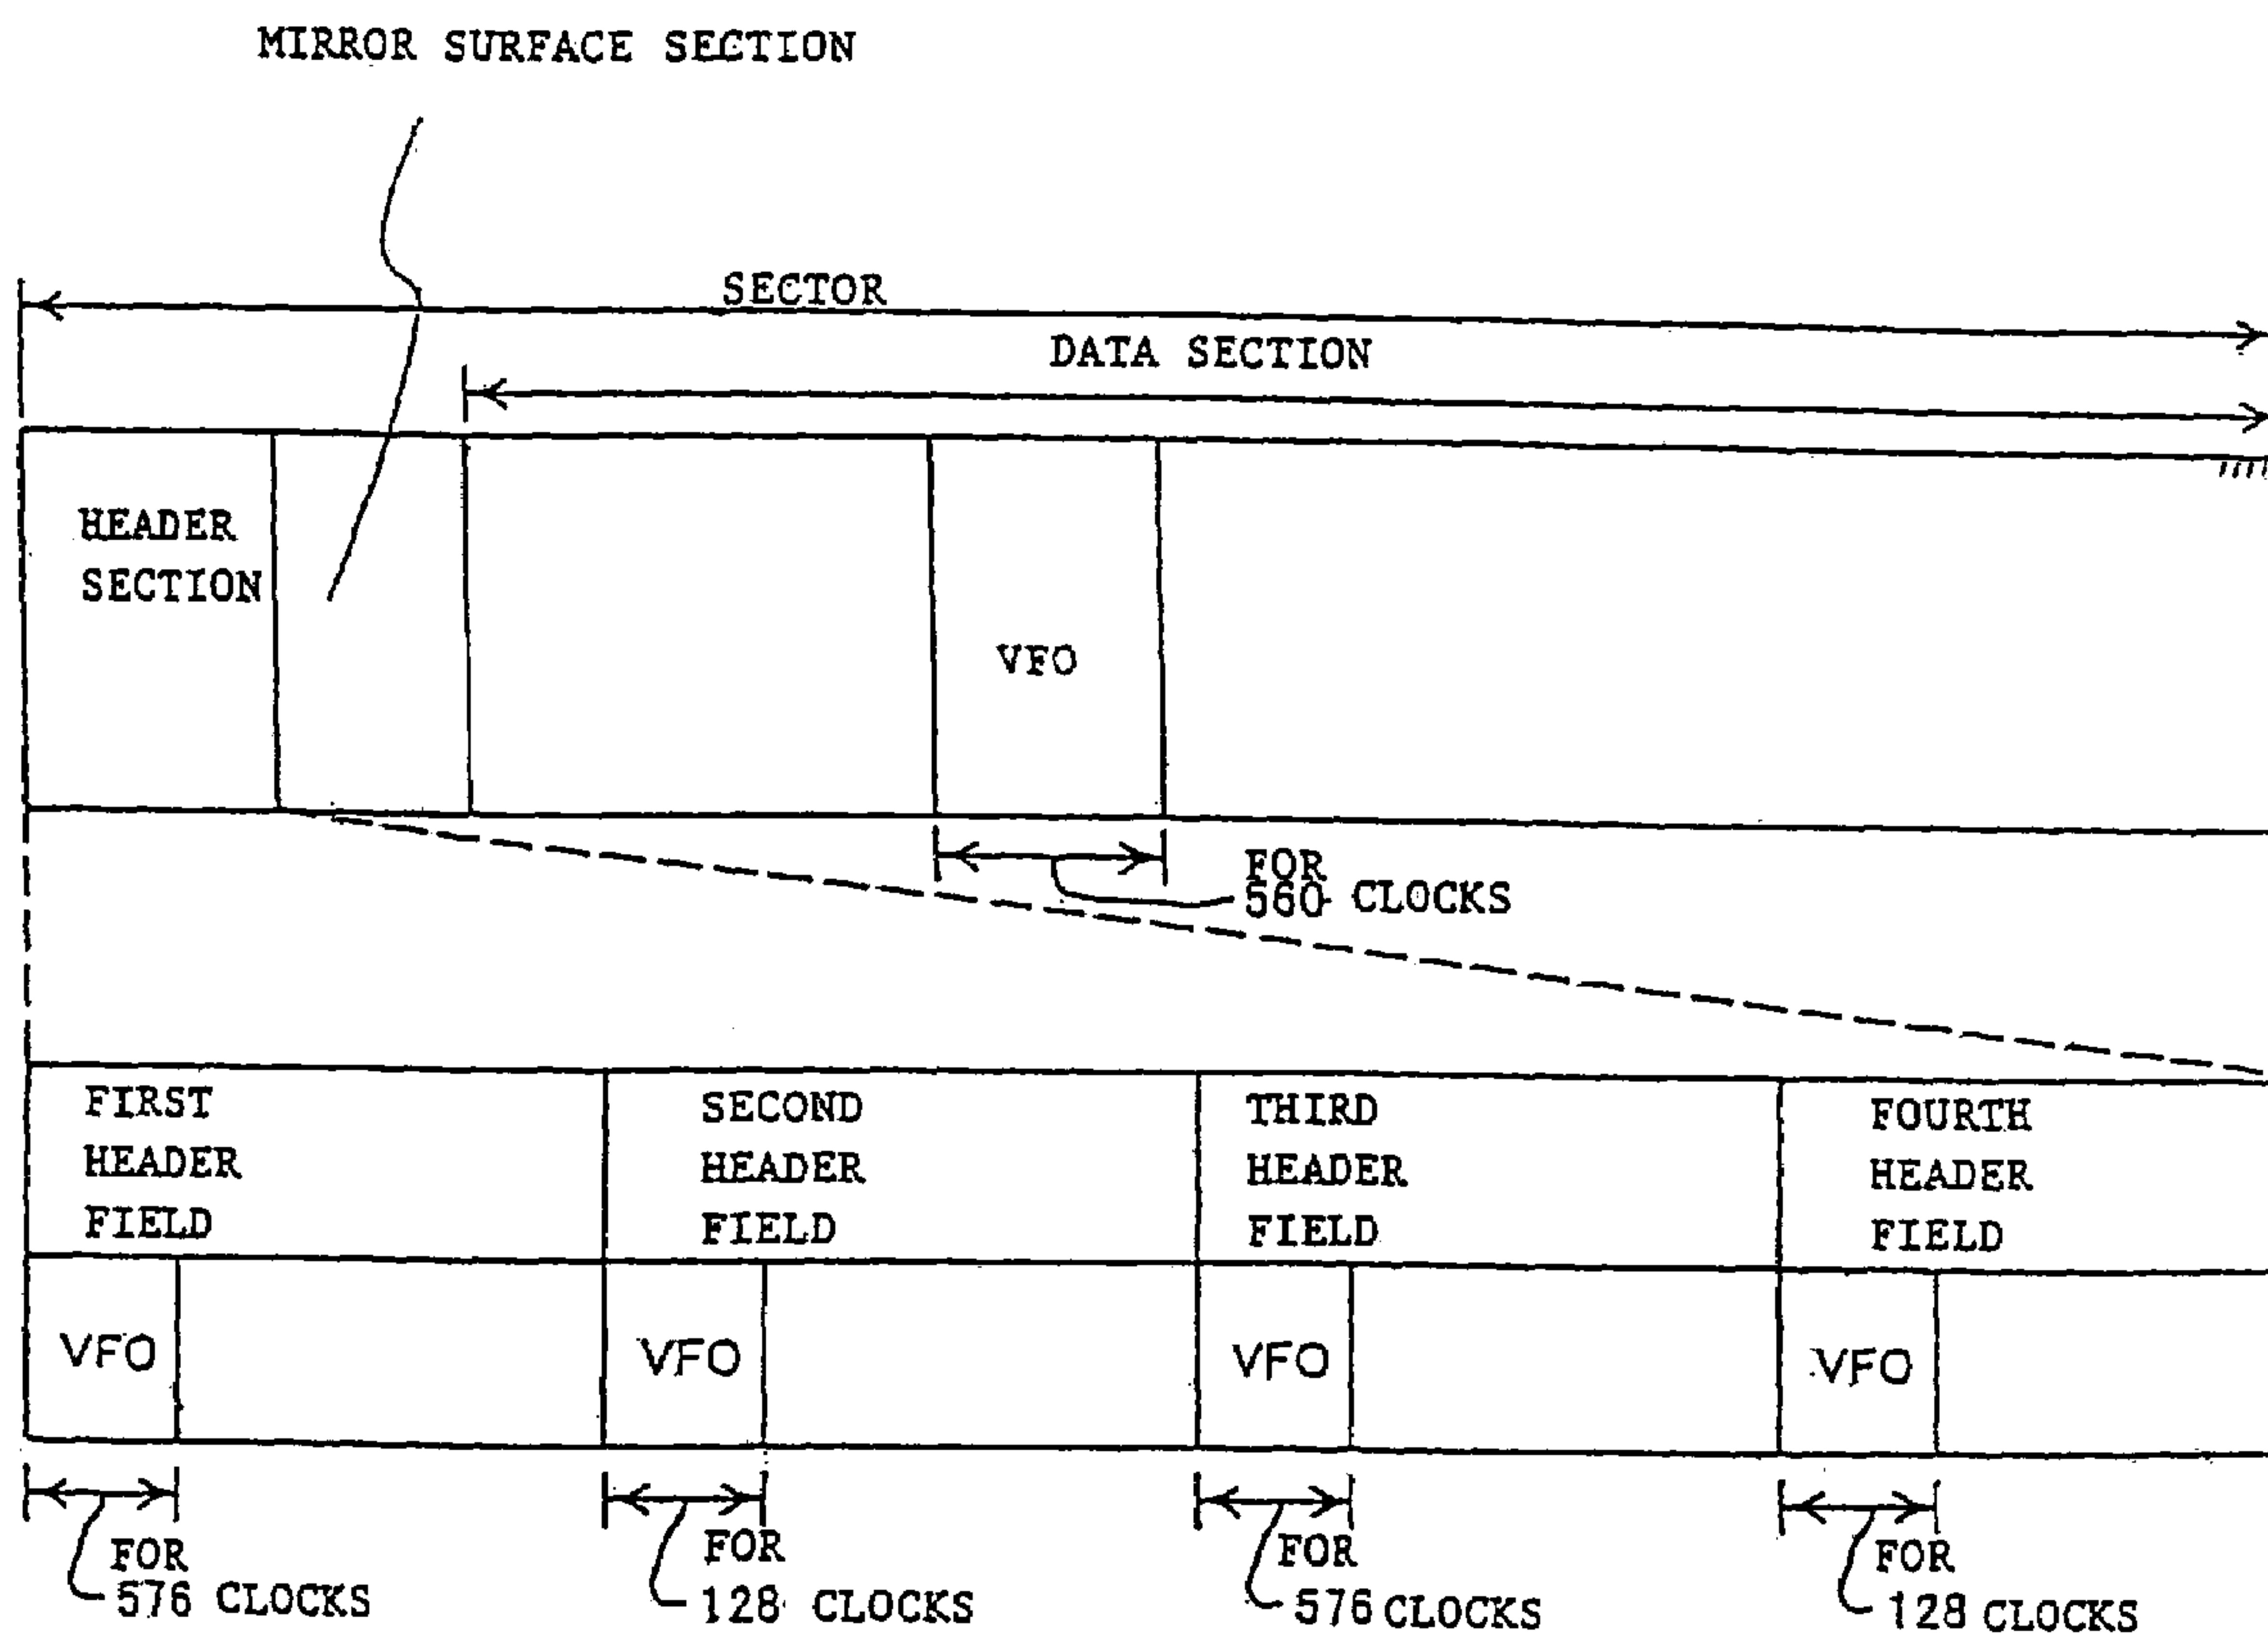 MIRROR SURFACE SECTION
SECTOR
DATA SECTION
HEADER
SECTION
VFO
FOR
560 CLOCKS
FIRST
HEADER
FIELD
SECOND
HEADER
FIELD
THIRD
HEADER
FIELD
FOURTH
HEADER
FIELD
VFO
VFO
VFO
VFO
FOR
576 CLOCKS
FOR
128 CLOCKS
FOR
576 CLOCKS
FOR
128 CLOCKS